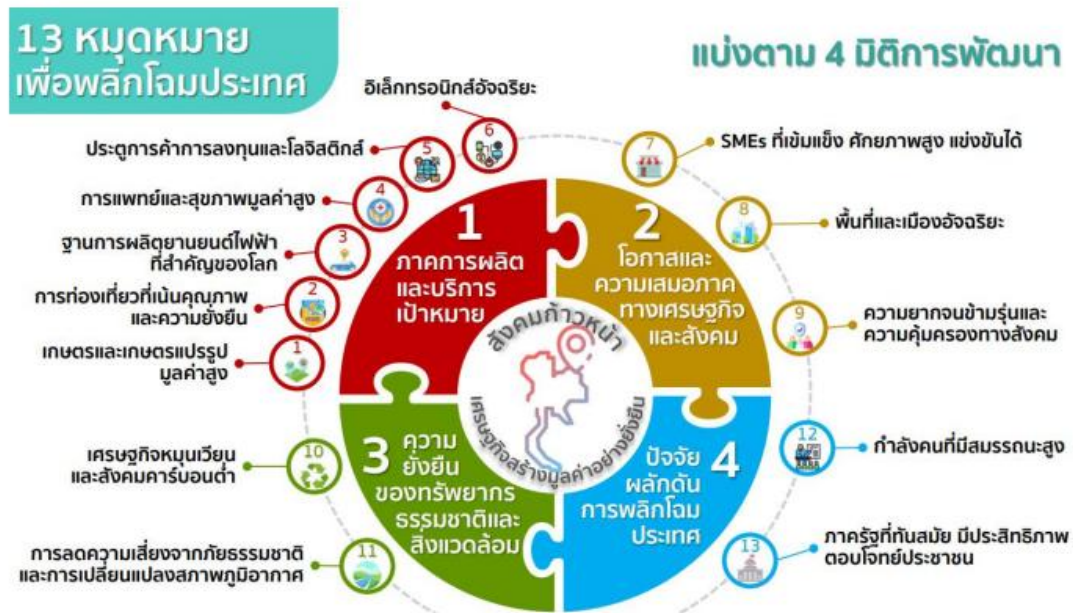 13 หมุดหมาย
เพื่อพลิกโฉมประเทศ
แบ่งตาม 4 มิติการพัฒนา
1
ภาคการผลิต
และบริการ
เป้าหมาย
6
อิเล็กทรอนิกส์อัจฉริยะ
5
ประตูการค้าการลงทุนและโลจิสติกส์
4
การแพทย์และสุขภาพมูลค่าสูง
3
ฐานการผลิตยานยนต์ไฟฟ้า
ที่สำคัญของโลก
2
การท่องเที่ยวที่เน้นคุณภาพ
และความยั่งยืน
1
เกษตรและเกษตรแปรรูป
มูลค่าสูง
2
โอกาสและ
ความเสมอภาค
ทางเศรษฐกิจ
และสังคม
7
SMEs ที่เข้มแข็ง ศักยภาพสูง แข่งขันได้
8
พื้นที่และเมืองอัจฉริยะ
9
ความยากจนข้ามรุ่นและ
ความคุ้มครองทางสังคม
สังคมก้าวหน้า
เศรษฐกิจสร้างมูลค่าอย่างยั่งยืน
3
ความ
ยั่งยืน
ของทรัพยากร
ธรรมชาติและ
สิ่งแวดล้อม
10
เศรษฐกิจหมุนเวียน
และสังคมคาร์บอนต่ำ
11
การลดความเสี่ยงจากภัยธรรมชาติ
และการเปลี่ยนแปลงสภาพภูมิอากาศ
4
ปัจจัย
ผลักดัน
การพลิกโฉม
ประเทศ
12
กำลังคนที่มีสมรรถนะสูง
13
ภาครัฐที่ทันสมัย มีประสิทธิภาพ
ตอบโจทย์ประชาชน